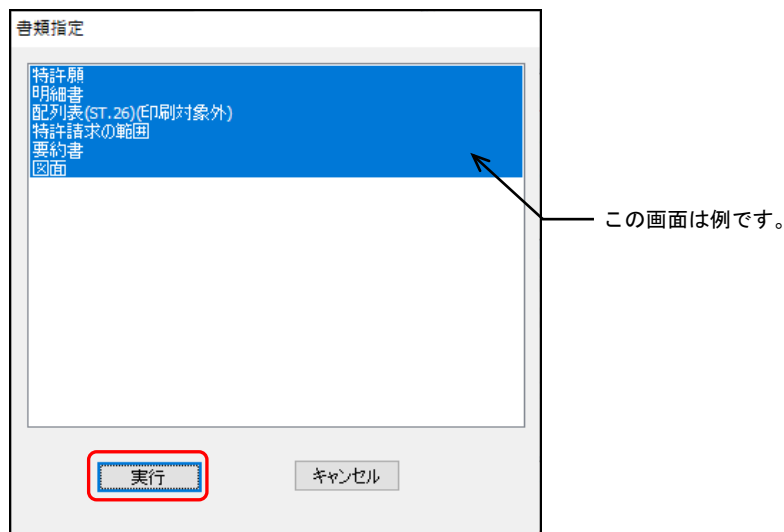 書類指定
特許願
明細書
配列表(ST.26)(印刷対象外)
特許請求の範囲
要約書
図面
この画面は例です。
実行
キャンセル